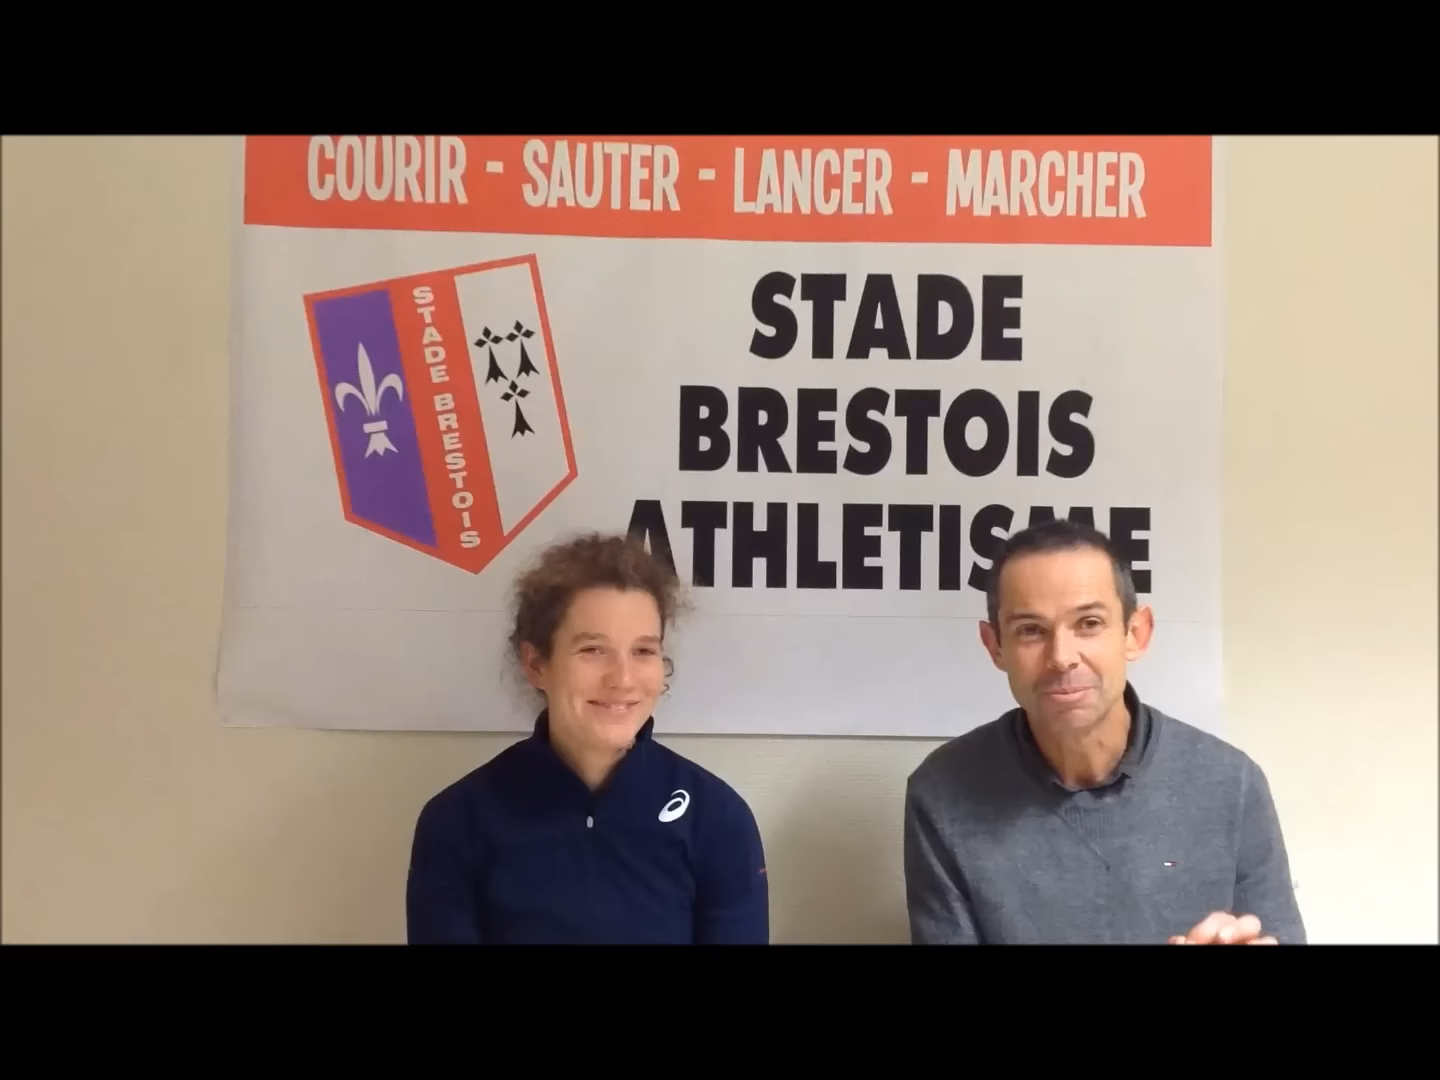 COURIR - SAUTER - LANCER - MARCHER
STADE BRESTOIS
STADE
BRESTOIS
ATHLETISME